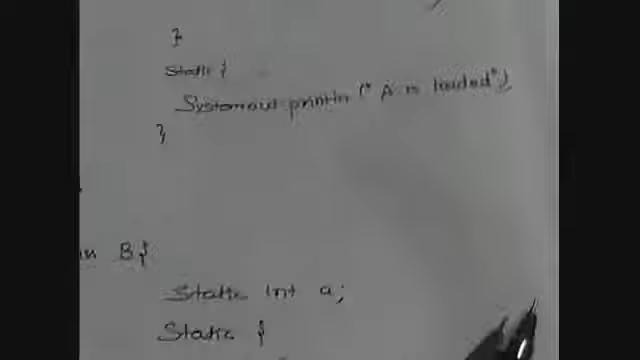 }
static {
System.out.println (" A is loaded");
}
B{
static int a;
static {